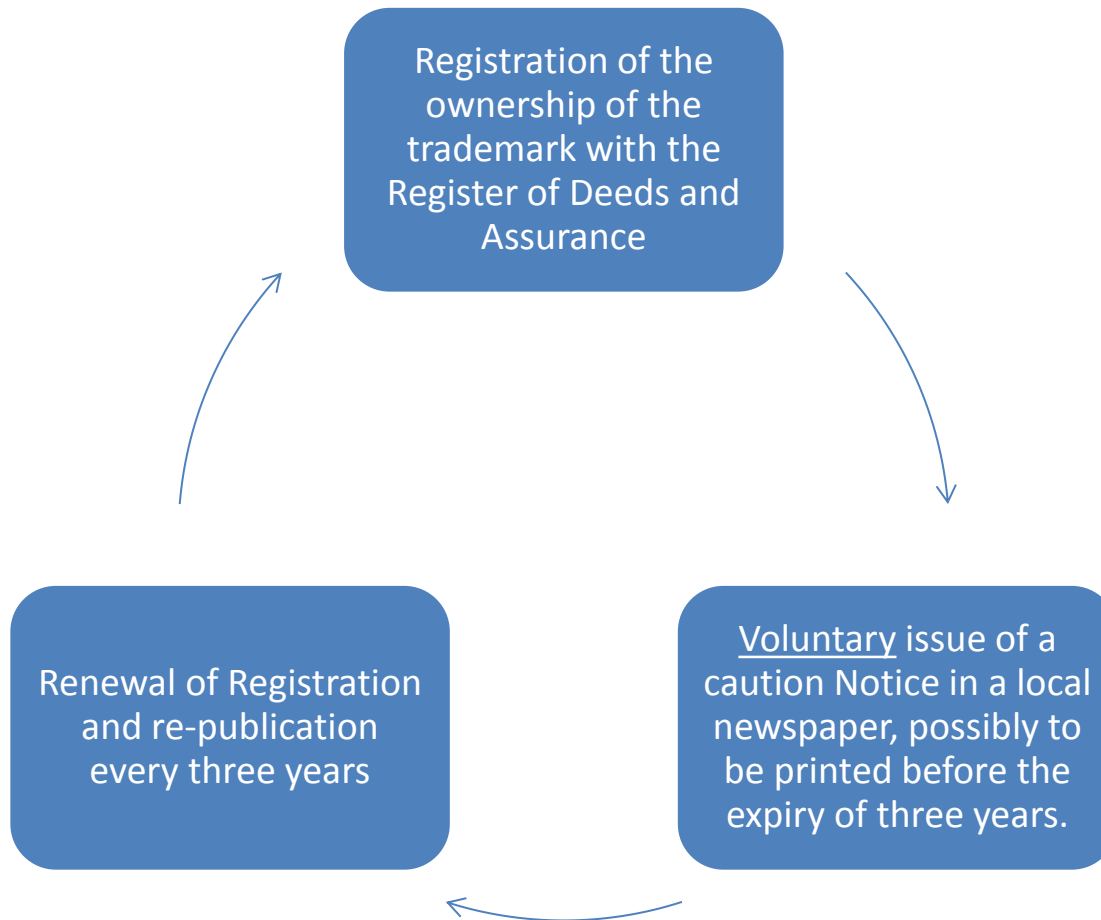 Registration of the
ownership of the
trademark with the
Register of Deeds and
Assurance
Voluntary issue of a
caution Notice in a local
newspaper, possibly to
be printed before the
expiry of three years.
Renewal of Registration
and re-publication
every three years